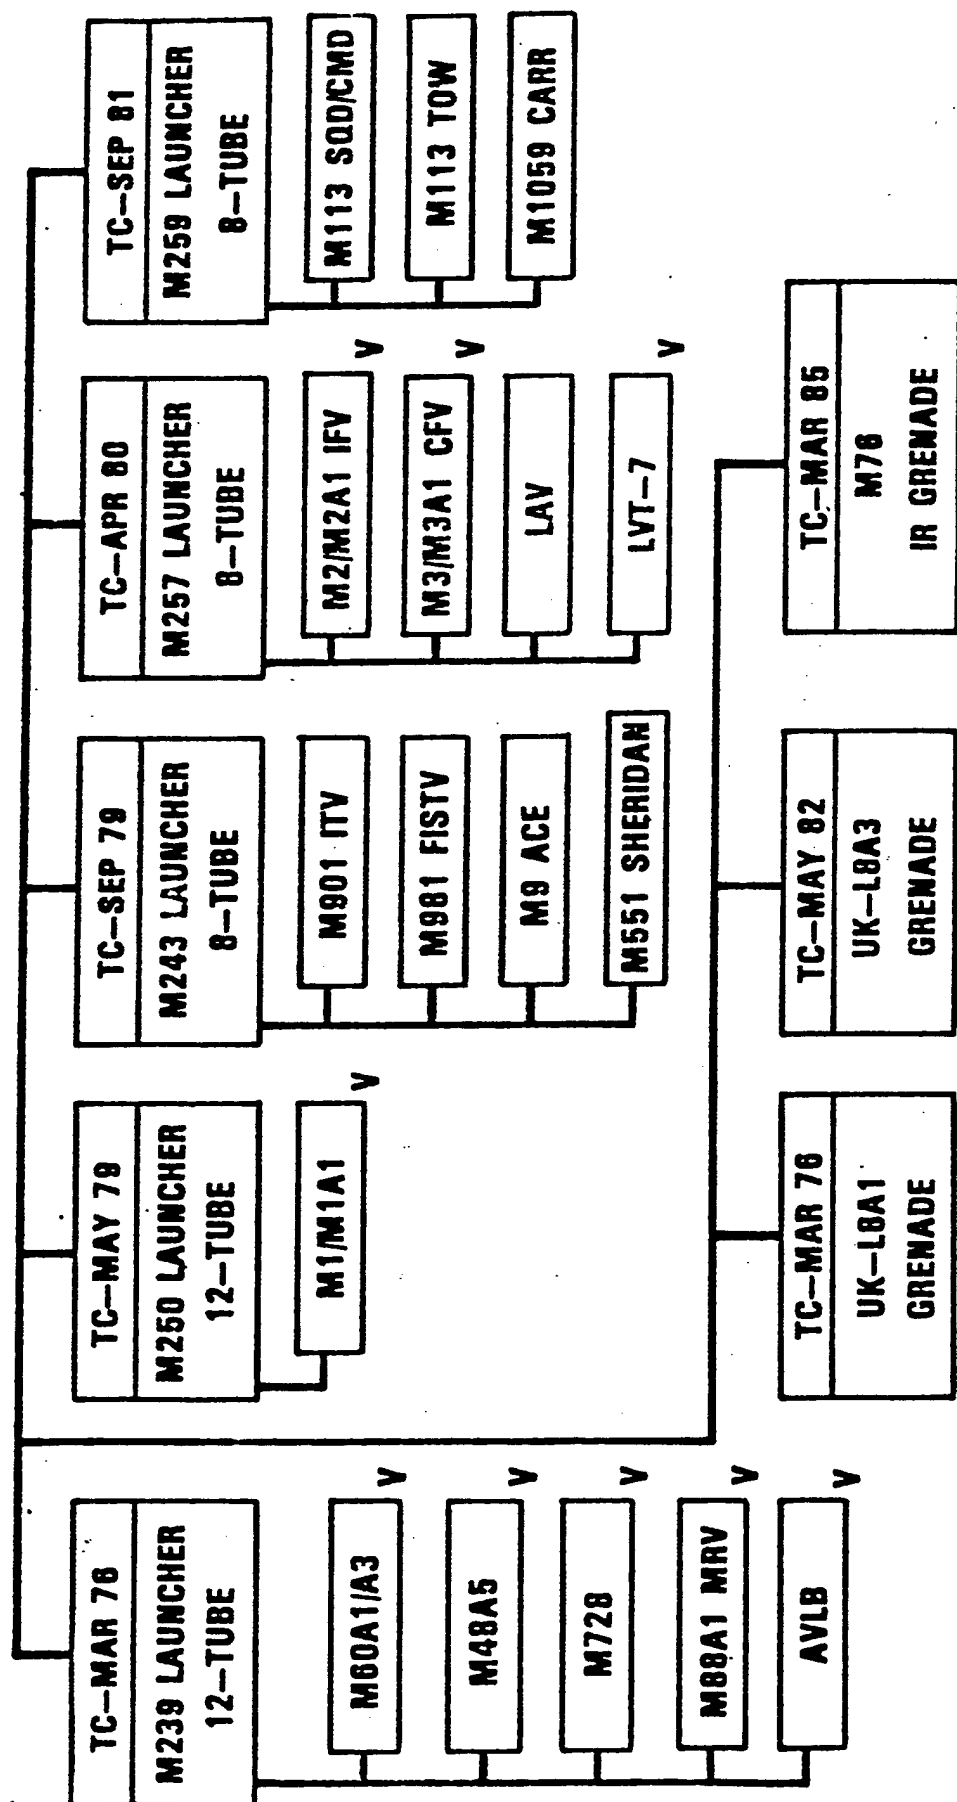 TC—MAR 76
M239 LAUNCHER
12—TUBE
M60A1/A3
V
M48A5
V
M728
V
M88A1 MRV
V
AVLB
V
TC—MAY 79
M250 LAUNCHER
12—TUBE
M1/M1A1
V
TC—SEP 79
M243 LAUNCHER
8—TUBE
M901 ITV
M981 FISTV
M9 ACE
M551 SHERIDAN
TC—APR 80
M257 LAUNCHER
8—TUBE
M2/M2A1 IFV
V
M3/M3A1 CFV
V
LAV
LVT—7
V
TC—SEP 81
M259 LAUNCHER
8—TUBE
M113 SQD/CMD
M113 TOW
M1059 CARR
TC—MAR 76
UK—L8A1
GRENADE
TC—MAY 82
UK—L8A3
GRENADE
TC—MAR 85
M76
IR GRENADE